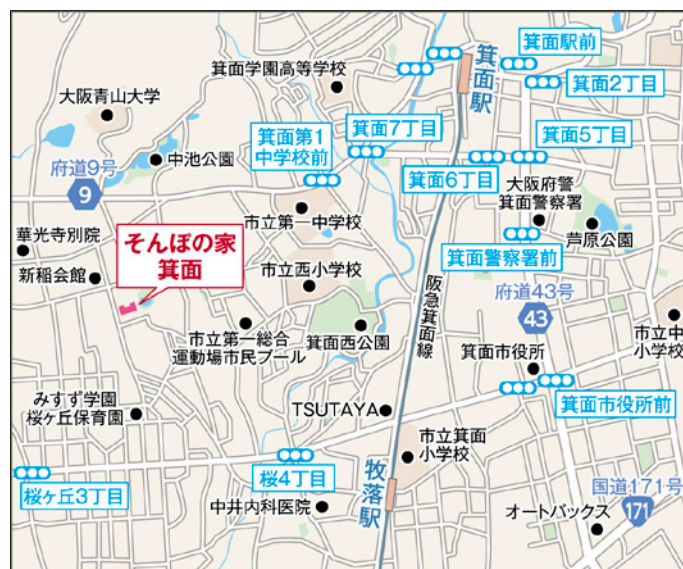 箕面駅前
箕面学園高等学校
箕面駅
箕面2丁目
大阪青山大学
箕面第1
中学校前
箕面7丁目
箕面5丁目
中池公園
府道9号
9
箕面6丁目
大阪府警
箕面警察署
市立第一中学校
芦原公園
華光寺別院
そんぽの家
箕面
箕面警察署前
新稲会館
市立西小学校
阪急箕面線
府道43号
43
市立中
小学校
市立第一総合
運動場市民プール
箕面西公園
箕面市役所
みすず学園
桜ヶ丘保育園
TSUTAYA
箕面市役所前
市立箕面
小学校
桜4丁目
牧落駅
桜ヶ丘3丁目
国道171号
171
中井内科医院
オートバックス